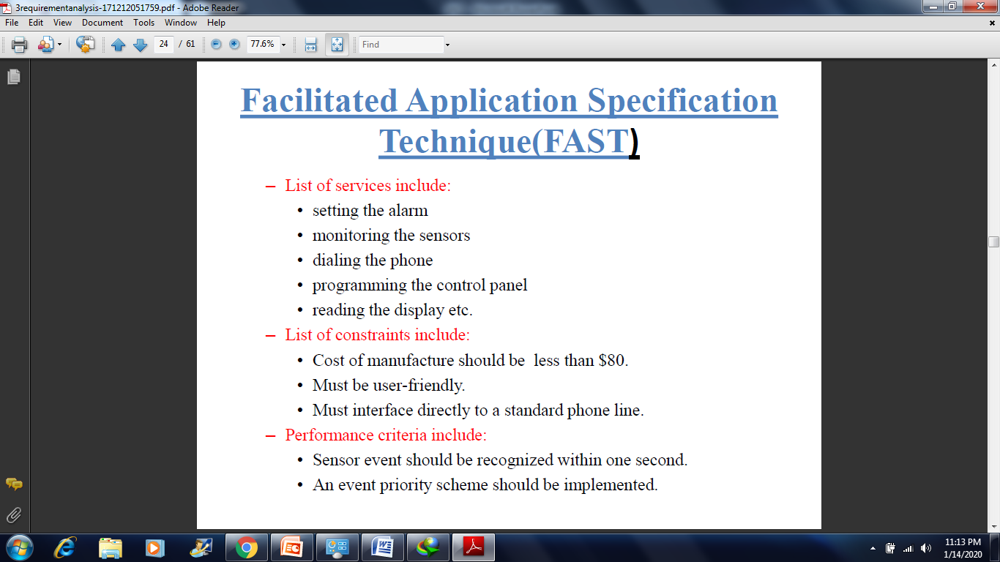 3requirementanalysis-171212051759.pdf - Adobe Reader
File Edit View Document Tools Window Help
24 / 61 77.6% Find
Facilitated Application Specification
Technique(FAST)
– List of services include:
• setting the alarm
• monitoring the sensors
• dialing the phone
• programming the control panel
• reading the display etc.
– List of constraints include:
• Cost of manufacture should be  less than $80.
• Must be user-friendly.
• Must interface directly to a standard phone line.
– Performance criteria include:
• Sensor event should be recognized within one second.
• An event priority scheme should be implemented.
11:13 PM
1/14/2020